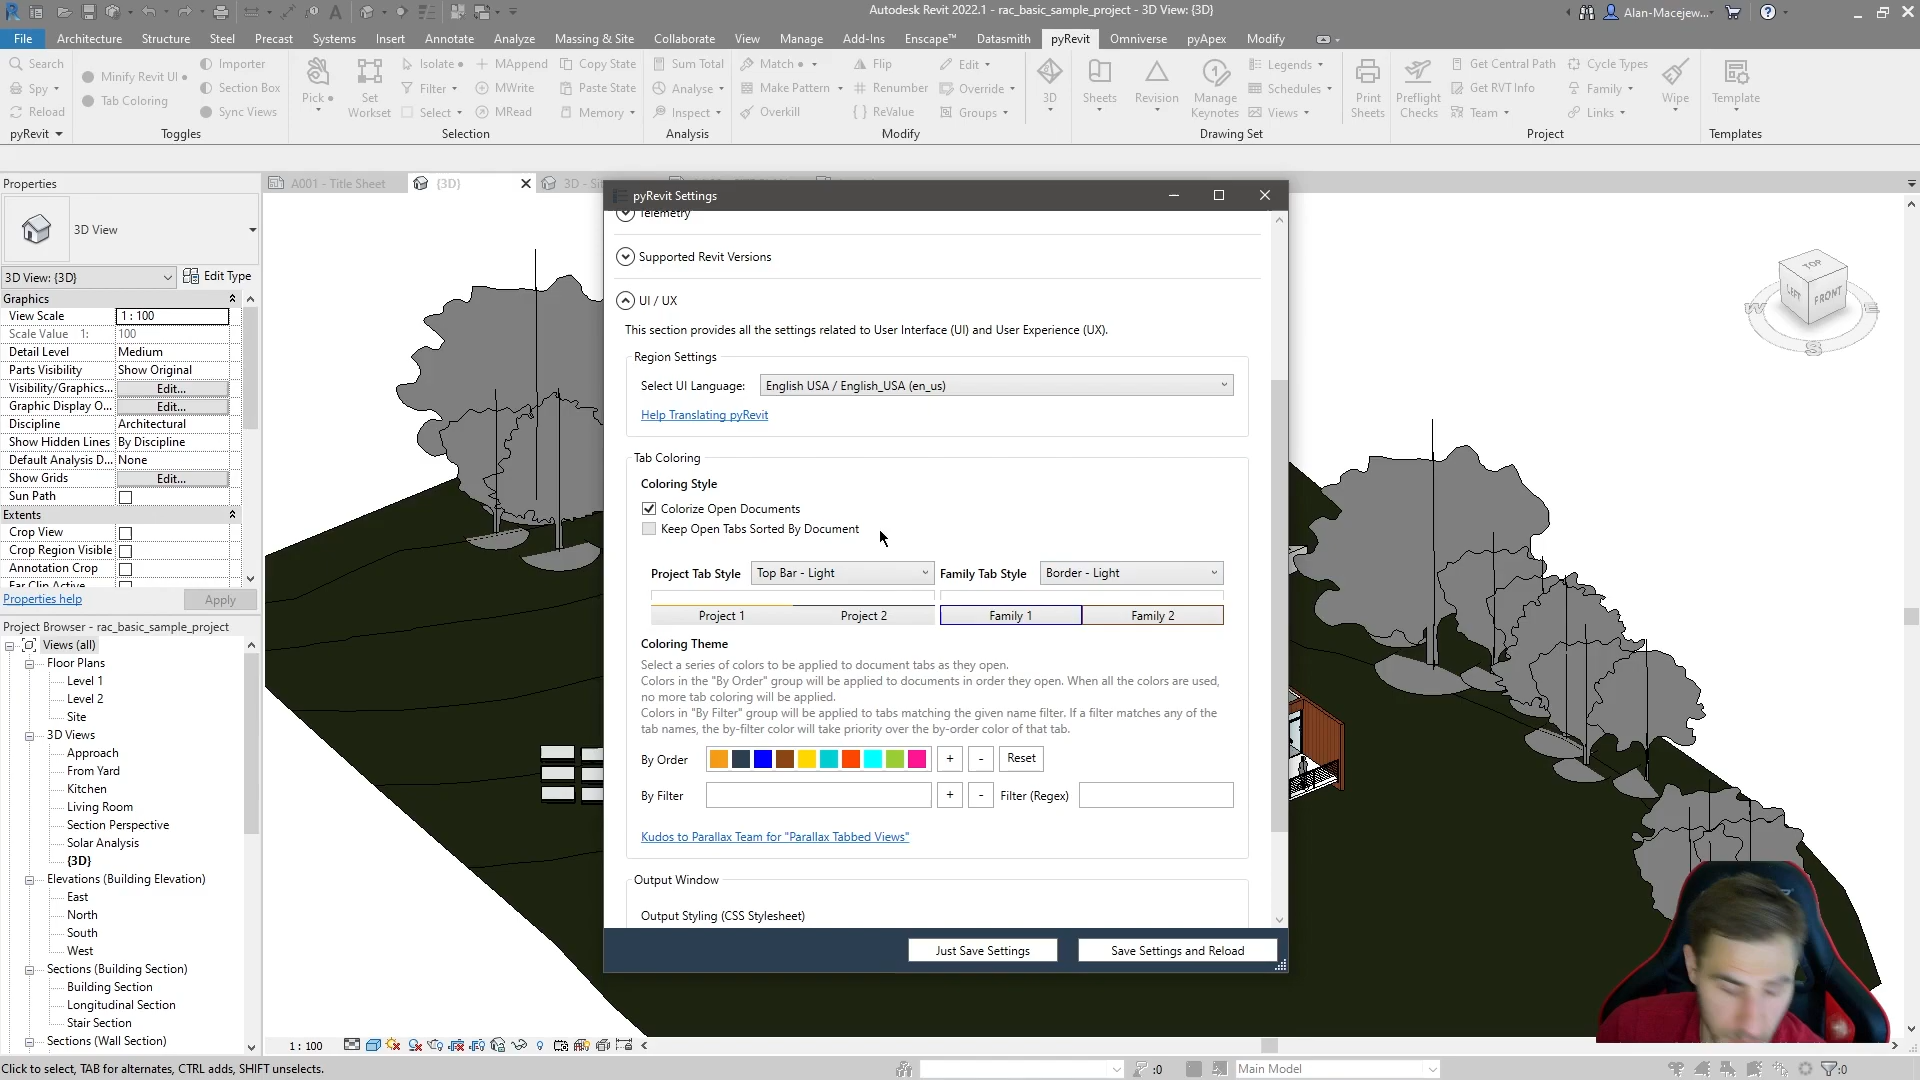 Autodesk Revit 2022.1 - rac_basic_sample_project - 3D View: {3D}
Alan-Macejew...
File Architecture Structure Steel Precast Systems Insert Annotate Analyze Massing & Site Collaborate View Manage Add-Ins Enscape™ Datasmith pyRevit Omniverse pyApex Modify
Search Importer Isolate MAppend Copy State Sum Total Match Flip Edit Legends Get Central Path Cycle Types
Minify Revit UI
Spy Section Box Filter MWrite Paste State Analyse Make Pattern Renumber Override Schedules Get RVT Info Family
Tab Coloring
Pick Set Workset 3D Sheets Revision Manage Keynotes Print Sheets Preflight Checks Wipe Template
Reload Sync Views Select MRead Memory Inspect Overkill ReValue Groups Views Team Links
pyRevit Toggles Selection Analysis Modify Drawing Set Project Templates
Properties
A001 - Title Sheet
{3D}
3D - Si
3D View
3D View: {3D}
Edit Type
Graphics
View Scale 1 : 100
Scale Value 1: 100
Detail Level Medium
Parts Visibility Show Original
Visibility/Graphics... Edit...
Graphic Display O... Edit...
Discipline Architectural
Show Hidden Lines By Discipline
Default Analysis D... None
Show Grids Edit...
Sun Path
Extents
Crop View
Crop Region Visible
Annotation Crop
Far Clip Active
Properties help
Apply
Project Browser - rac_basic_sample_project
Views (all)
Floor Plans
Level 1
Level 2
Site
3D Views
Approach
From Yard
Kitchen
Living Room
Section Perspective
Solar Analysis
{3D}
Elevations (Building Elevation)
East
North
South
West
Sections (Building Section)
Building Section
Longitudinal Section
Stair Section
Sections (Wall Section)
pyRevit Settings
Telemetry
Supported Revit Versions
UI / UX
This section provides all the settings related to User Interface (UI) and User Experience (UX).
Region Settings
Select UI Language: English USA / English_USA (en_us)
Help Translating pyRevit
Tab Coloring
Coloring Style
Colorize Open Documents
Keep Open Tabs Sorted By Document
Project Tab Style Top Bar - Light Family Tab Style Border - Light
Project 1 Project 2 Family 1 Family 2
Coloring Theme
Select a series of colors to be applied to document tabs as they open.
Colors in the "By Order" group will be applied to documents in order they open. When all the colors are used,
no more tab coloring will be applied.
Colors in "By Filter" group will be applied to tabs matching the given name filter. If a filter matches any of the
tab names, the by-filter color will take priority over the by-order color of that tab.
By Order + - Reset
By Filter + - Filter (Regex)
Kudos to Parallax Team for "Parallax Tabbed Views"
Output Window
Output Styling (CSS Stylesheet)
Just Save Settings
Save Settings and Reload
TOP
LEFT
FRONT
W
E
S
1 : 100
Click to select, TAB for alternates, CTRL adds, SHIFT unselects.
:0
Main Model
:0